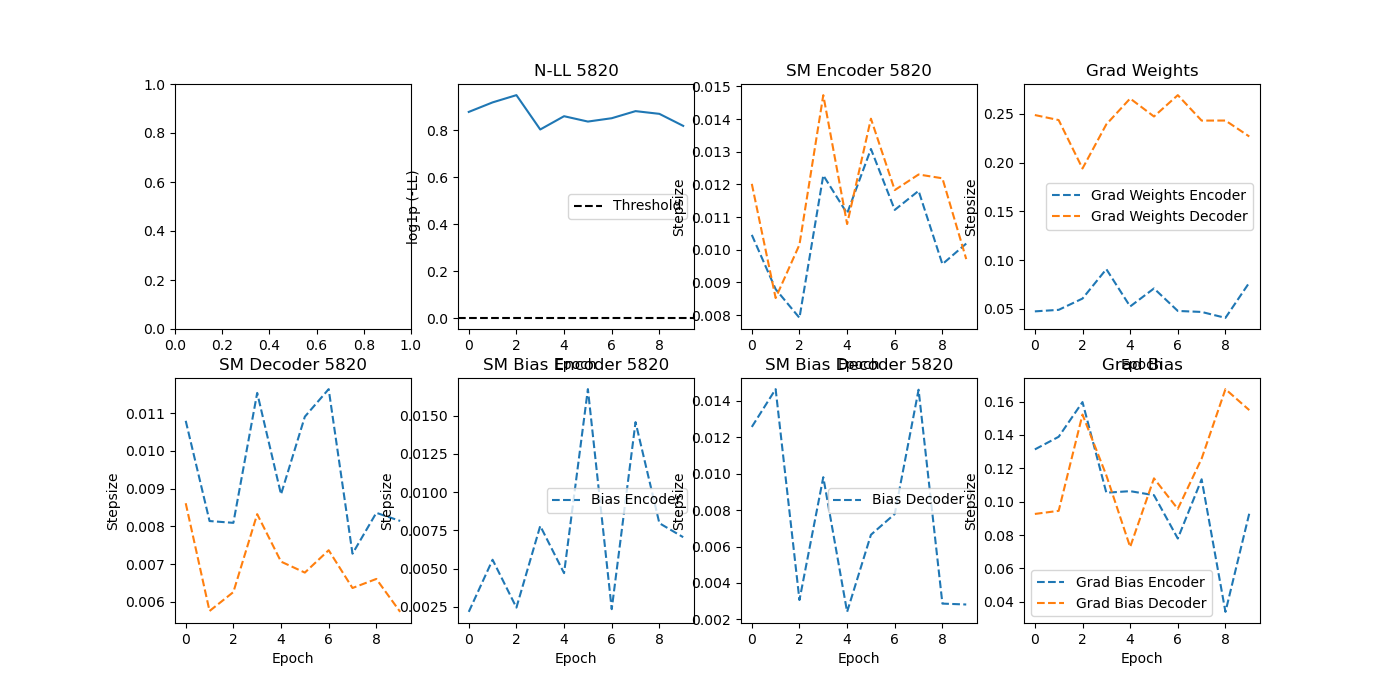 N-LL 5820
SM Encoder 5820
Grad Weights
1.0
0.8
0.6
0.4
0.2
0.0
0.0 0.2 0.4 0.6 0.8 1.0
log1p (-LL)
0.8
0.6
0.4
0.2
0.0
Threshold
0 2 4 6 8
Epoch
Stepsize
0.015
0.014
0.013
0.012
0.011
0.010
0.009
0.008
0 2 4 6 8
Epoch
Stepsize
0.25
0.20
0.15
0.10
0.05
Grad Weights Encoder
Grad Weights Decoder
0 2 4 6 8
Epoch
SM Decoder 5820
SM Bias Encoder 5820
SM Bias Decoder 5820
Grad Bias
Stepsize
0.011
0.010
0.009
0.008
0.007
0.006
0 2 4 6 8
Epoch
Stepsize
0.0150
0.0125
0.0100
0.0075
0.0050
0.0025
Bias Encoder
0 2 4 6 8
Epoch
Stepsize
0.014
0.012
0.010
0.008
0.006
0.004
0.002
Bias Decoder
0 2 4 6 8
Epoch
Stepsize
0.16
0.14
0.12
0.10
0.08
0.06
0.04
Grad Bias Encoder
Grad Bias Decoder
0 2 4 6 8
Epoch